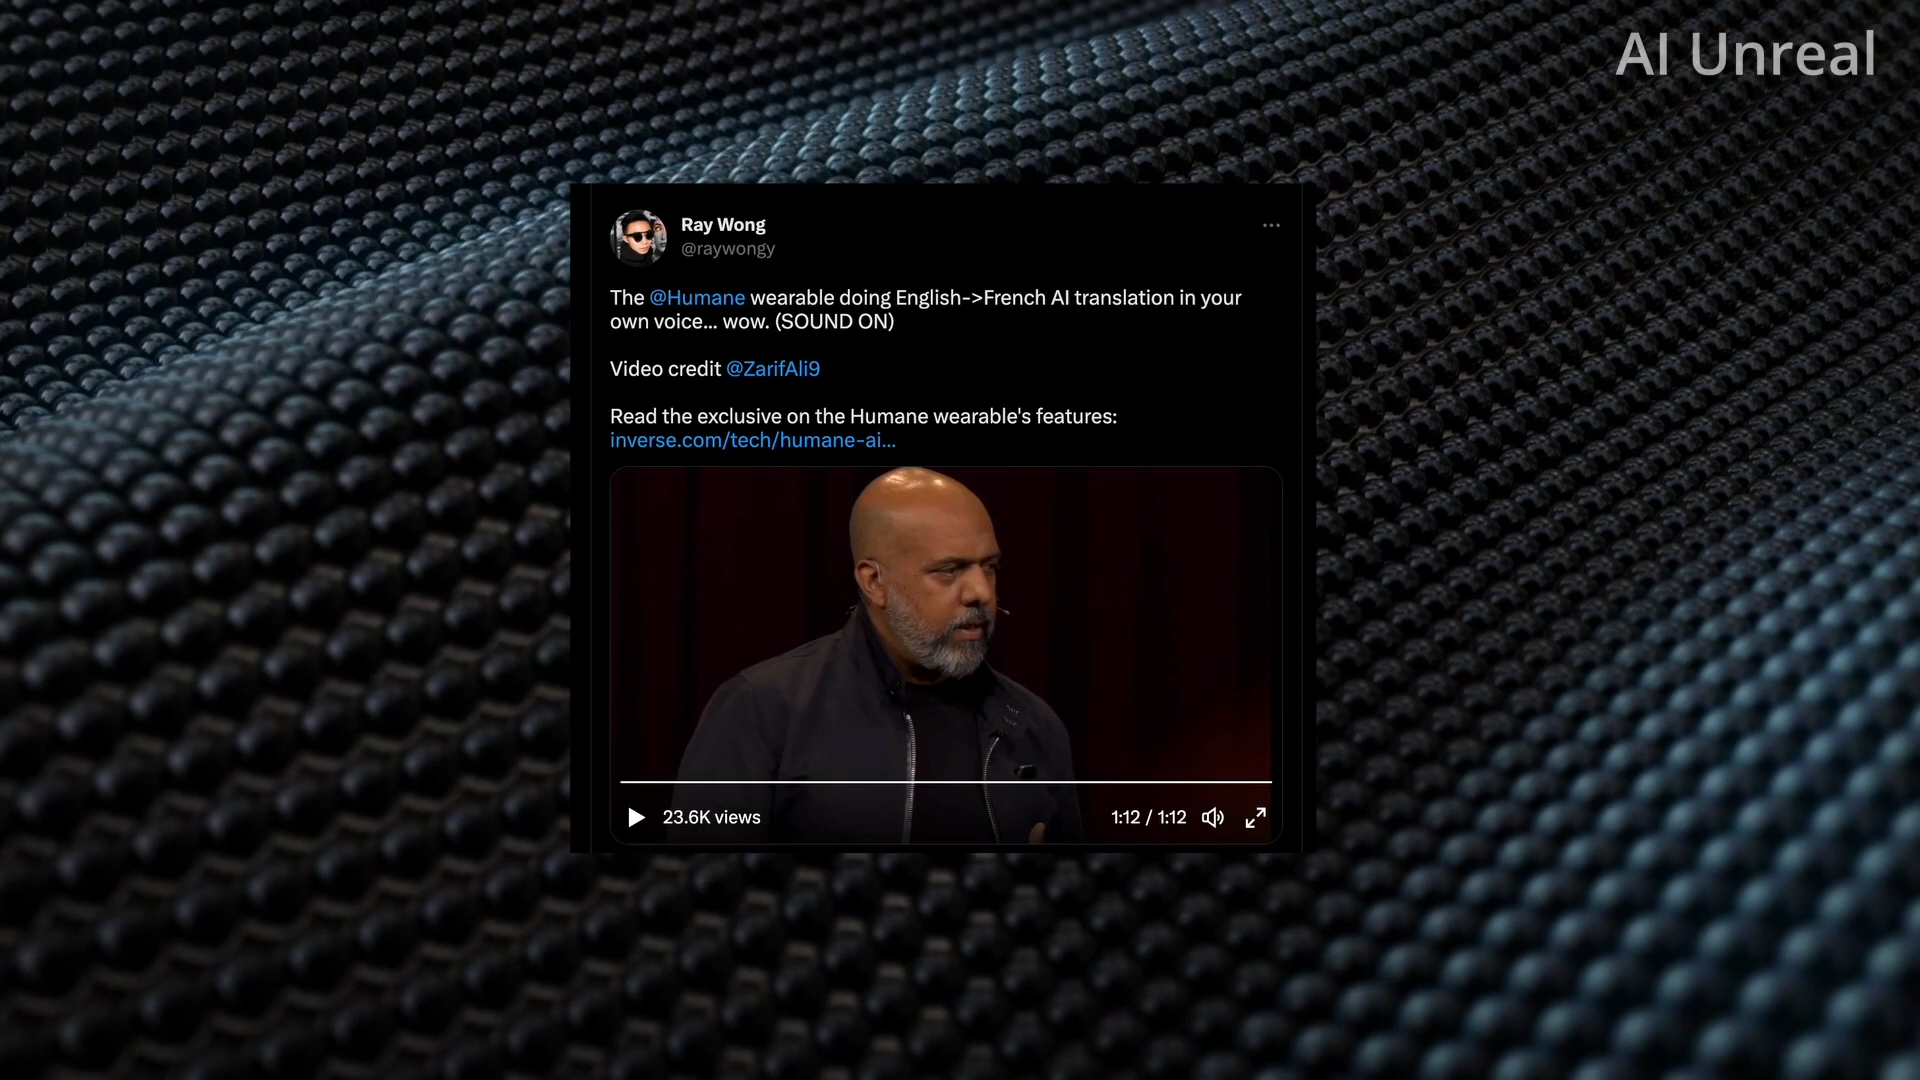 AI Unreal
Ray Wong
@raywongy
The @Humane wearable doing English->French AI translation in your
own voice... wow. (SOUND ON)
Video credit @ZarifAli9
Read the exclusive on the Humane wearable's features:
inverse.com/tech/humane-ai...
23.6K views
1:12 / 1:12